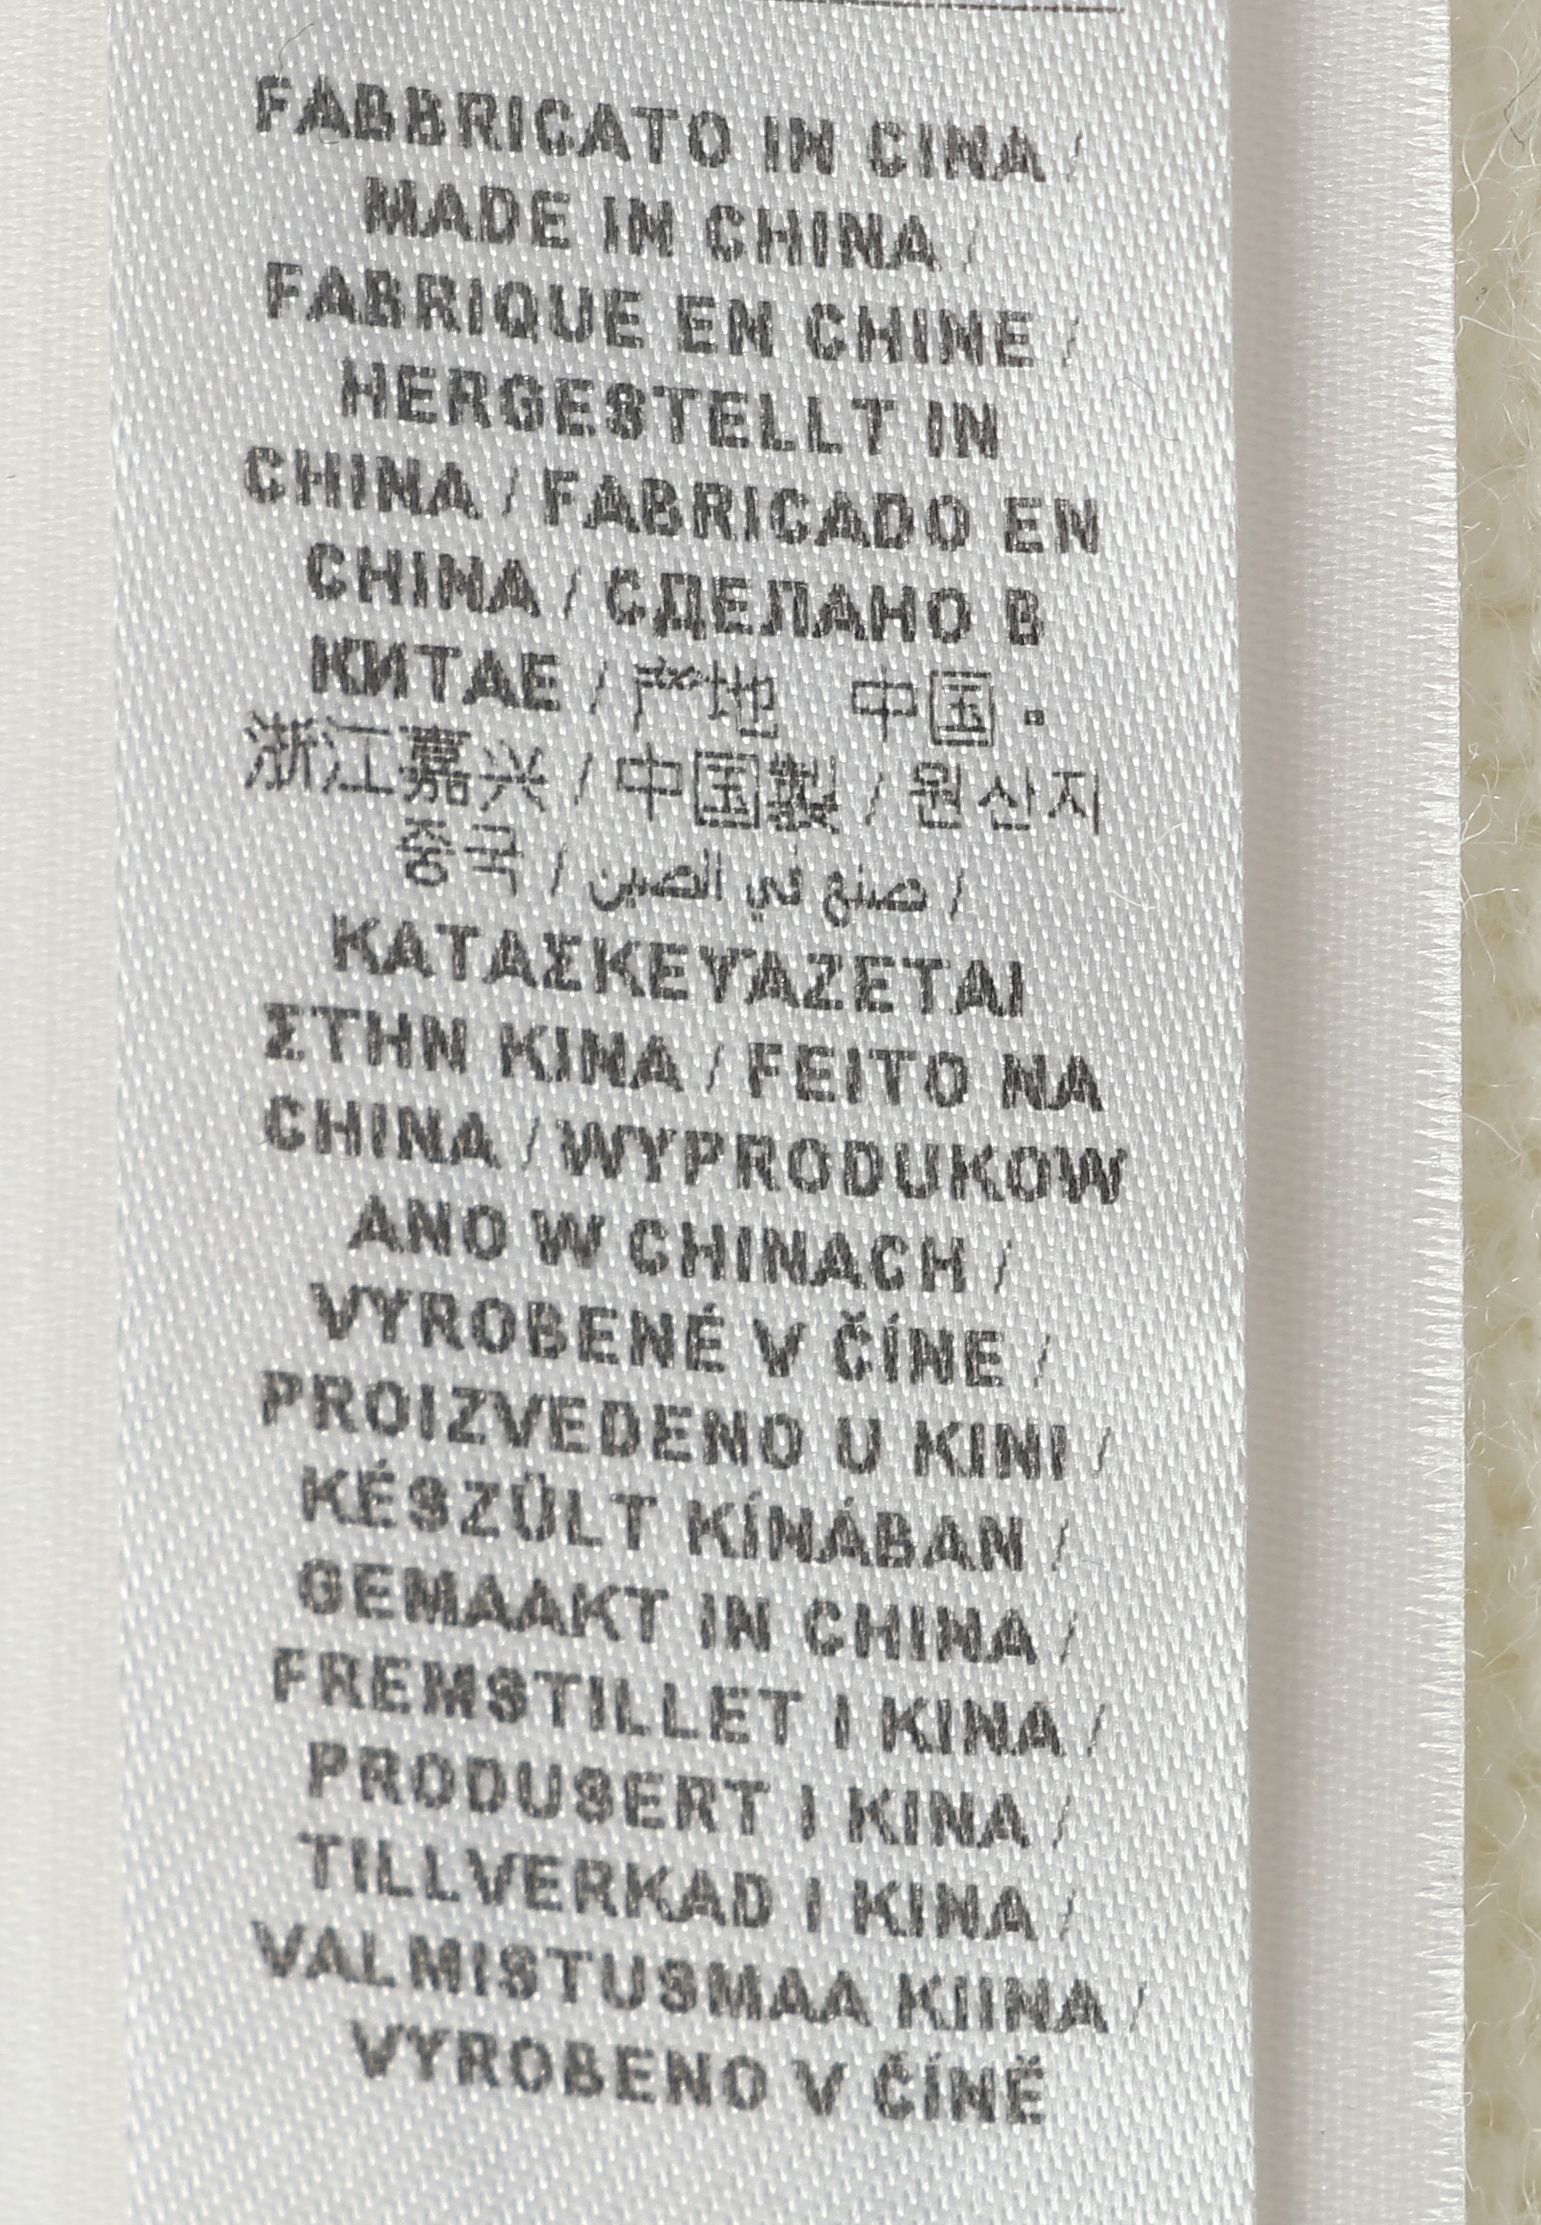 FABBRICATO IN CINA /
MADE IN CHINA /
FABRIQUE EN CHINE /
HERGESTELLT IN
CHINA / FABRICADO EN
CHINA / СДЕЛАНО В
КИТАЕ / 产地 中国·
浙江嘉兴 / 中国製 / 원산지
중국 / صنع في الصين /
ΚΑΤΑΣΚΕΥΑΖΕΤΑΙ
ΣΤΗΝ ΚΙΝΑ / FEITO NA
CHINA / WYPRODUKOW
ANO W CHINACH /
VYROBENÉ V ČÍNE /
PROIZVEDENO U KINI /
KÉSZÜLT KÍNÁBAN /
GEMAAKT IN CHINA /
FREMSTILLET I KINA /
PRODUSERT I KINA /
TILLVERKAD I KINA /
VALMISTUSMAA KIINA /
VYROBENO V ČÍNĚ